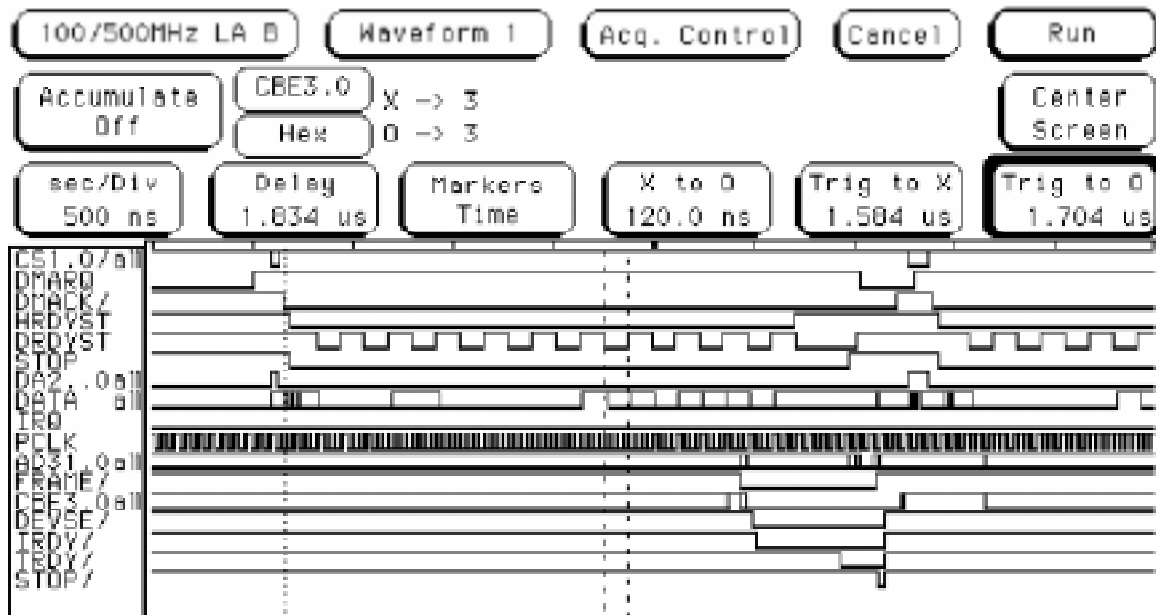 100/500MHz LA B
Waveform 1
Acq. Control
Cancel
Run
Accumulate
Off
CBE3.0
Hex
X -> 3
O -> 3
Center
Screen
sec/Div
500 ns
Delay
1.834 us
Markers
Time
X to O
120.0 ns
Trig to X
1.584 us
Trig to O
1.704 us
CS1.0/all
DMARQ
DMACK/
HRDYST
DRDYST
STOP
DA2..0all
DATA all
IRQ
PCLK
AD31.0all
FRAME/
CBE3.0all
DEVSE/
IRDY/
TRDY/
STOP/